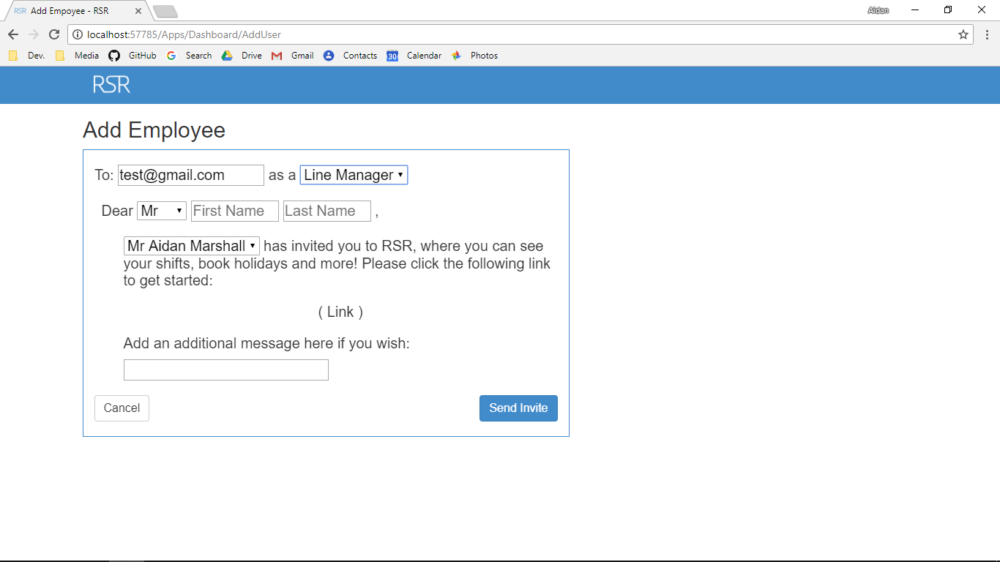 RSR Add Empoyee - RSR
Aidan
localhost:57785/Apps/Dashboard/AddUser
Dev. Media GitHub Search Drive Gmail Contacts 30 Calendar Photos
RSR
Add Employee
To: test@gmail.com as a Line Manager
Dear Mr First Name Last Name ,
Mr Aidan Marshall has invited you to RSR, where you can see
your shifts, book holidays and more! Please click the following link
to get started:
( Link )
Add an additional message here if you wish:
Cancel Send Invite